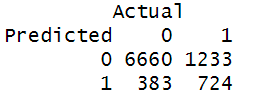 Actual
Predicted 0 1
0 6660 1233
1 383 724